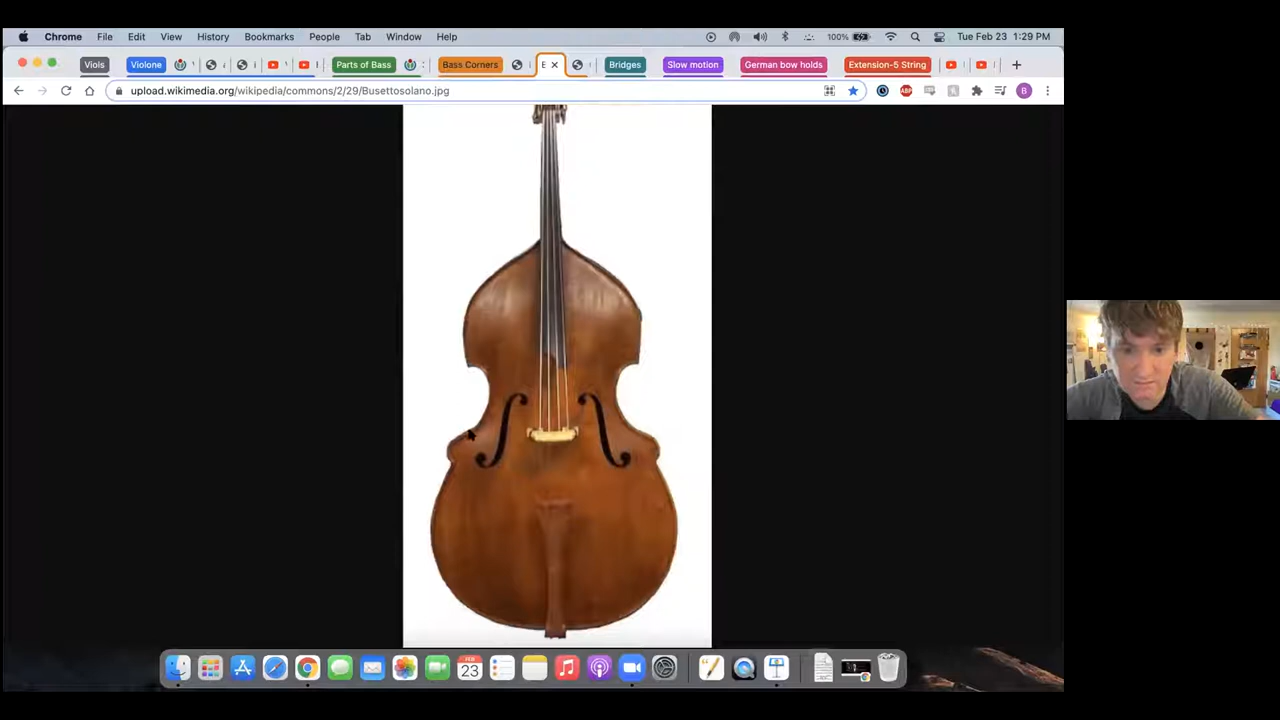 Chrome File Edit View History Bookmarks People Tab Window Help 100% Tue Feb 23 1:29 PM
Viols Violone Parts of Bass Bass Corners E Bridges Slow motion German bow holds Extension-5 String
upload.wikimedia.org/wikipedia/commons/2/29/Busettosolano.jpg ABP B
FEB
23